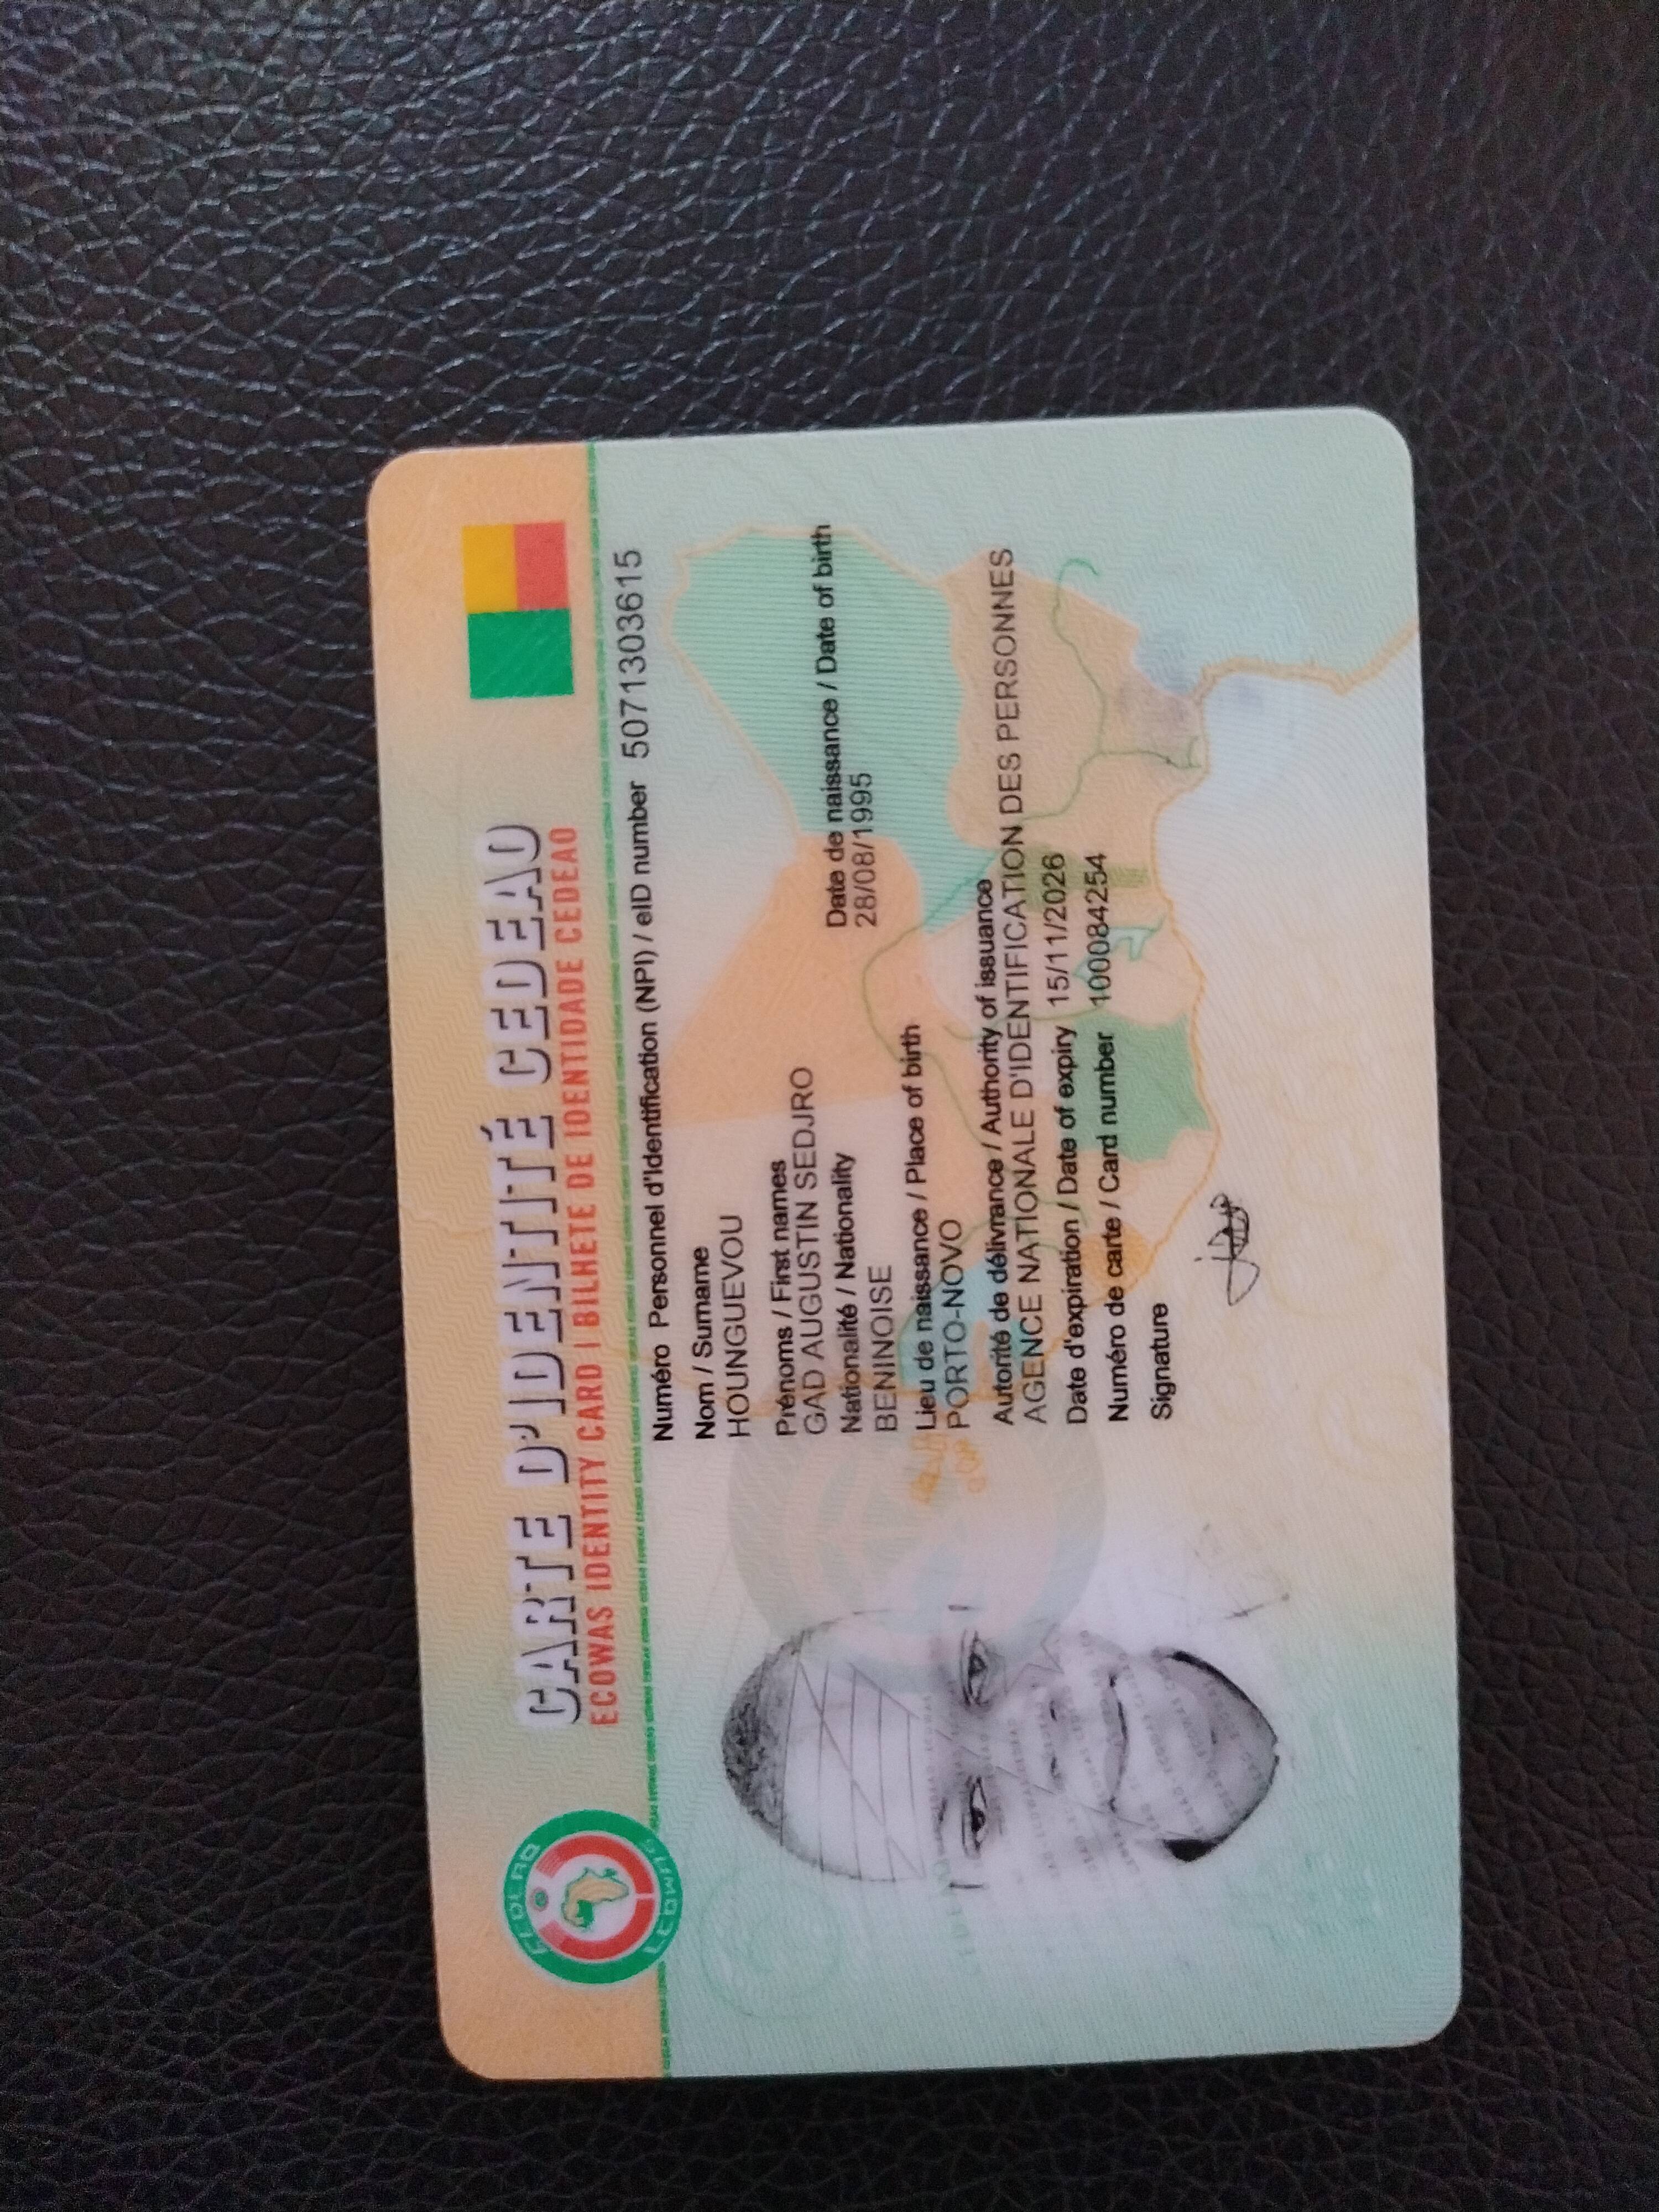 CARTE D'IDENTITÉ CEDEAO
ECOWAS IDENTITY CARD | BILHETE DE IDENTIDADE CEDEAO
CEDEAO
ECOWAS
Numéro Personnel d'Identification (NPI) / eID number 5071303615
Nom / Surname
HOUNGUEVOU
Prénoms / First names
GAD AUGUSTIN SEDJRO
Nationalité / Nationality
BENINOISE
Date de naissance / Date of birth
28/08/1995
Lieu de naissance / Place of birth
PORTO-NOVO
Autorité de délivrance / Authority of issuance
AGENCE NATIONALE D'IDENTIFICATION DES PERSONNES
Date d'expiration / Date of expiry 15/11/2026
Numéro de carte / Card number 100084254
Signature